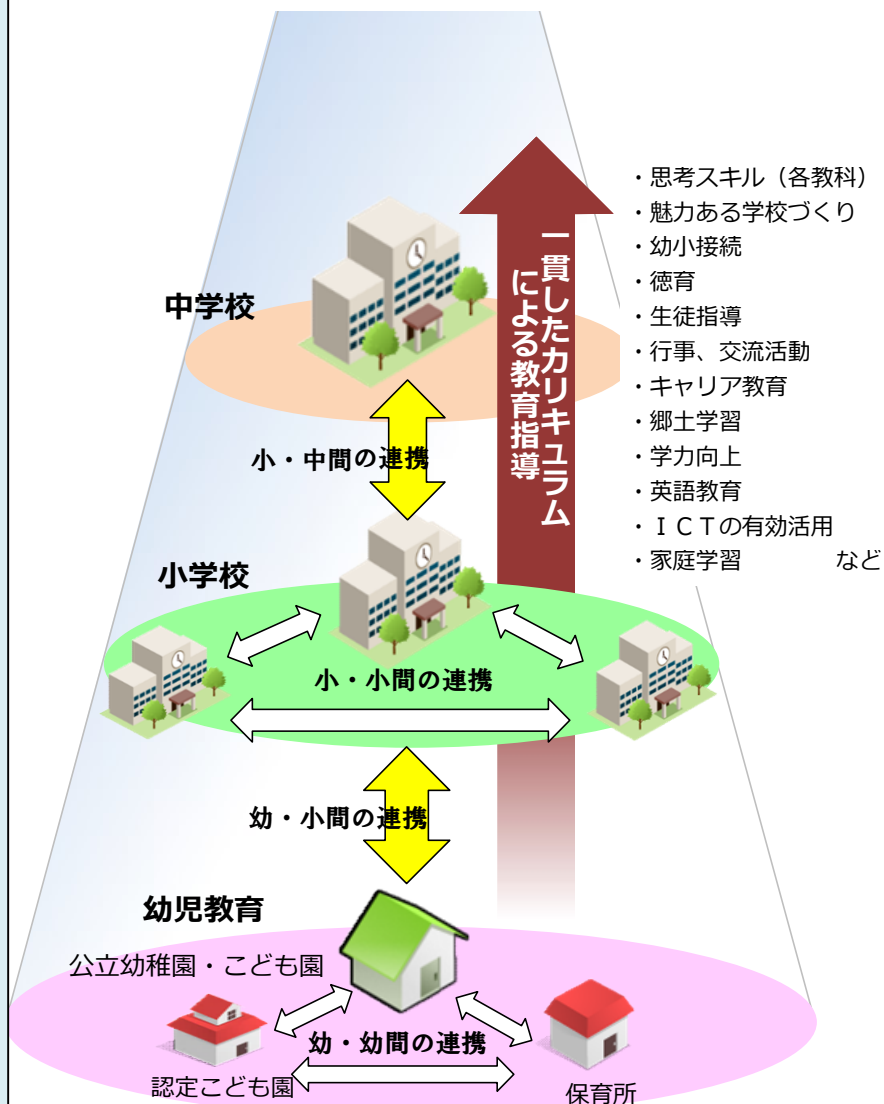 ・思考スキル（各教科）
・魅力ある学校づくり
・幼小接続
・徳育
・生徒指導
・行事、交流活動
・キャリア教育
・郷土学習
・学力向上
・英語教育
・ＩＣＴの有効活用
・家庭学習　　　　など
一貫したカリキュラム
による教育指導
中学校
小・中間の連携
小学校
小・小間の連携
幼・小間の連携
幼児教育
公立幼稚園・こども園
幼・幼間の連携
認定こども園
保育所